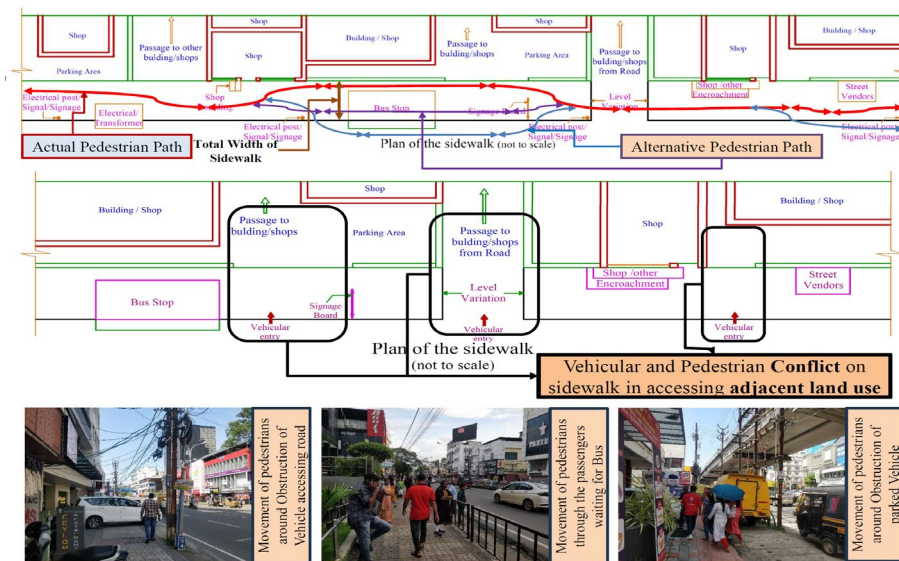 Shop
Passage to other
bulding/shops
Shop
Building / Shop
Passage to
bulding/shops
Shop
Parking Area
Passage to
bulding/shops
from Road
Shop
Building / Shop
Parking Area
Electrical post/
Signal/Signage
Electrical/
Transformer
Shop
Electrical post/
Signal/Signage
Bus Stop
Electrical post/
Signal/Signage
Level
Variation
Shop /other
Encroachment
Street
Vendors
Electrical post/
Signal/Signage
Actual Pedestrian Path
Total Width of
Sidewalk
Plan of the sidewalk (not to scale)
Alternative Pedestrian Path
Building / Shop
Passage to
bulding/shops
Shop
Parking Area
Passage to
bulding/shops
from Road
Shop
Building / Shop
Bus Stop
Signage
Board
Level
Variation
Shop /other
Encroachment
Street
Vendors
Vehicular
entry
Vehicular
entry
Vehicular
entry
Plan of the sidewalk
(not to scale)
Vehicular and Pedestrian Conflict on
sidewalk in accessing adjacent land use
Movement of pedestrians
around Obstruction of
Vehicle accessing road
Movement of pedestrians
through the passengers
waiting for Bus
Movement of pedestrians
around Obstruction of
parked Vehicle